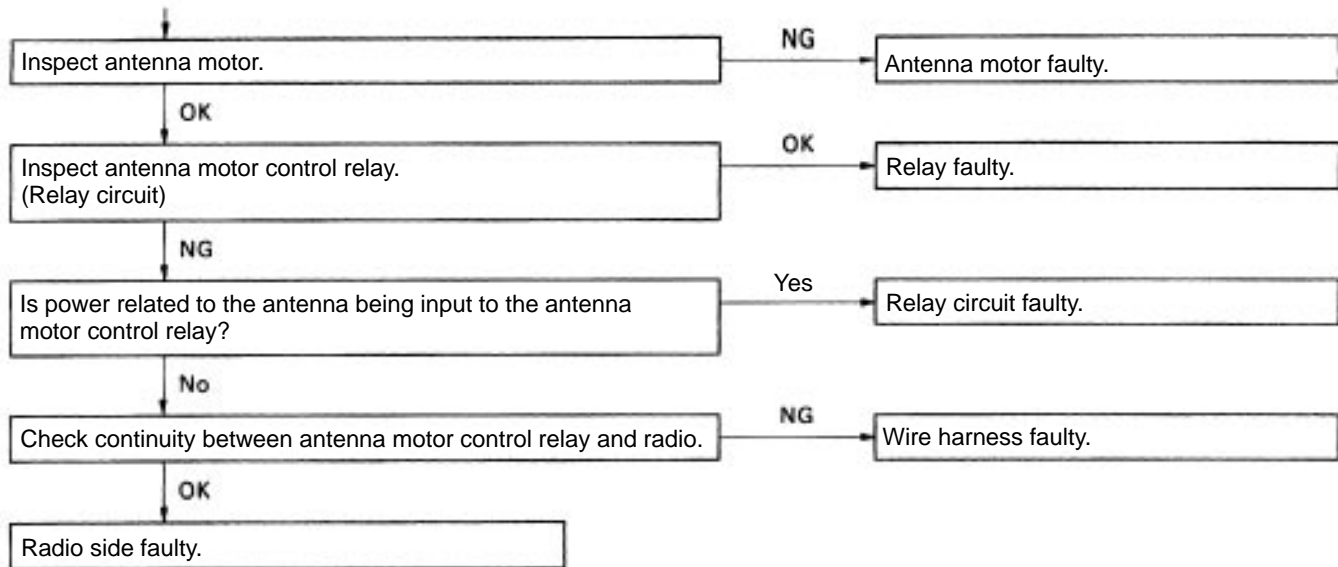 Inspect antenna motor.
NG
Antenna motor faulty.
OK
Inspect antenna motor control relay.
(Relay circuit)
OK
Relay faulty.
NG
Is power related to the antenna being input to the antenna
motor control relay?
Yes
Relay circuit faulty.
No
Check continuity between antenna motor control relay and radio.
NG
Wire harness faulty.
OK
Radio side faulty.